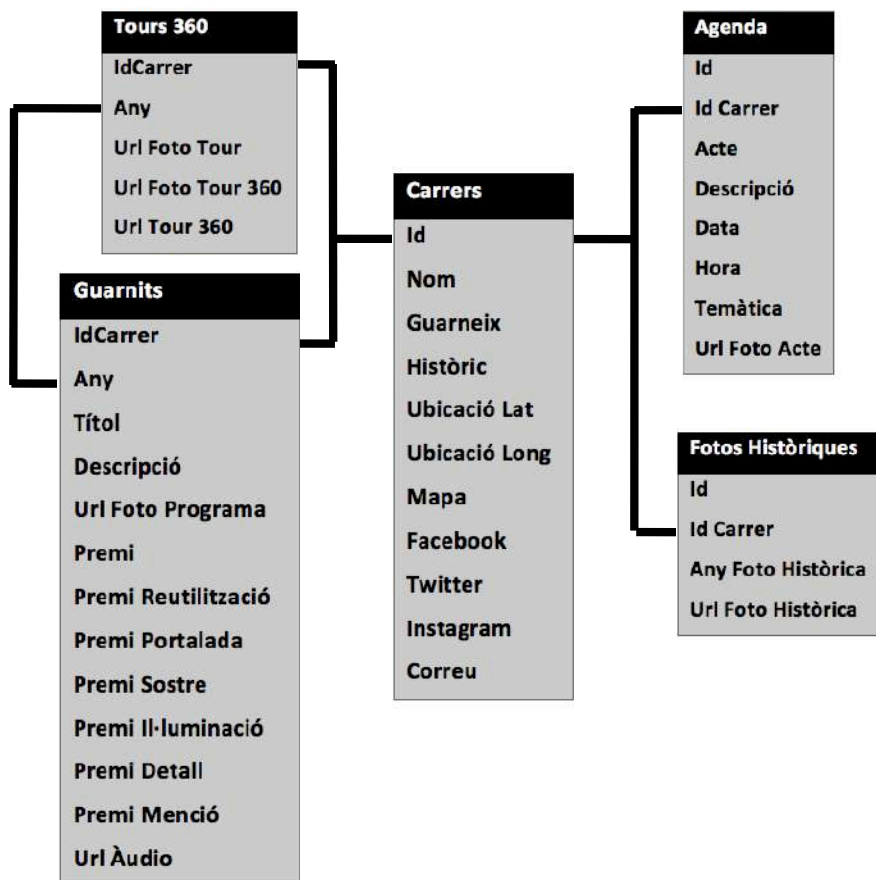 Tours 360
IdCarrer
Any
Url Foto Tour
Url Foto Tour 360
Url Tour 360
Guarnits
IdCarrer
Any
Títol
Descripció
Url Foto Programa
Premi
Premi Reutilització
Premi Portalada
Premi Sostre
Premi Il·luminació
Premi Detall
Premi Menció
Url Àudio
Carrers
Id
Nom
Guarneix
Històric
Ubicació Lat
Ubicació Long
Mapa
Facebook
Twitter
Instagram
Correu
Agenda
Id
Id Carrer
Acte
Descripció
Data
Hora
Temàtica
Url Foto Acte
Fotos Històriques
Id
Id Carrer
Any Foto Històrica
Url Foto Històrica